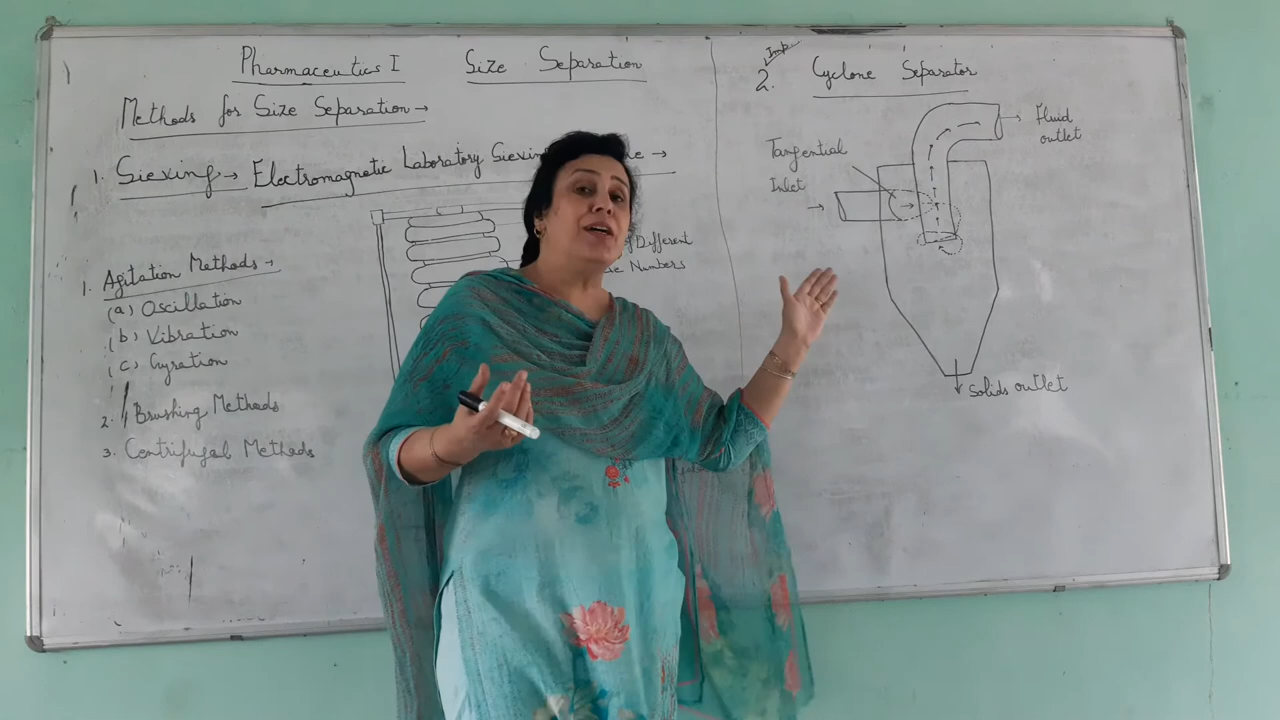 Pharmaceutics I Size Separation
Methods for Size Separation →
1. Sieving → Electromagnetic Laboratory
Different
Numbers
1. Agitation Methods →
(a) Oscillation
(b) Vibration
(c) Gyration
2. Brushing Methods
3. Centrifugal Methods
Imp
2. Cyclone Separator
Fluid
outlet
Tangential
Inlet
Solids outlet